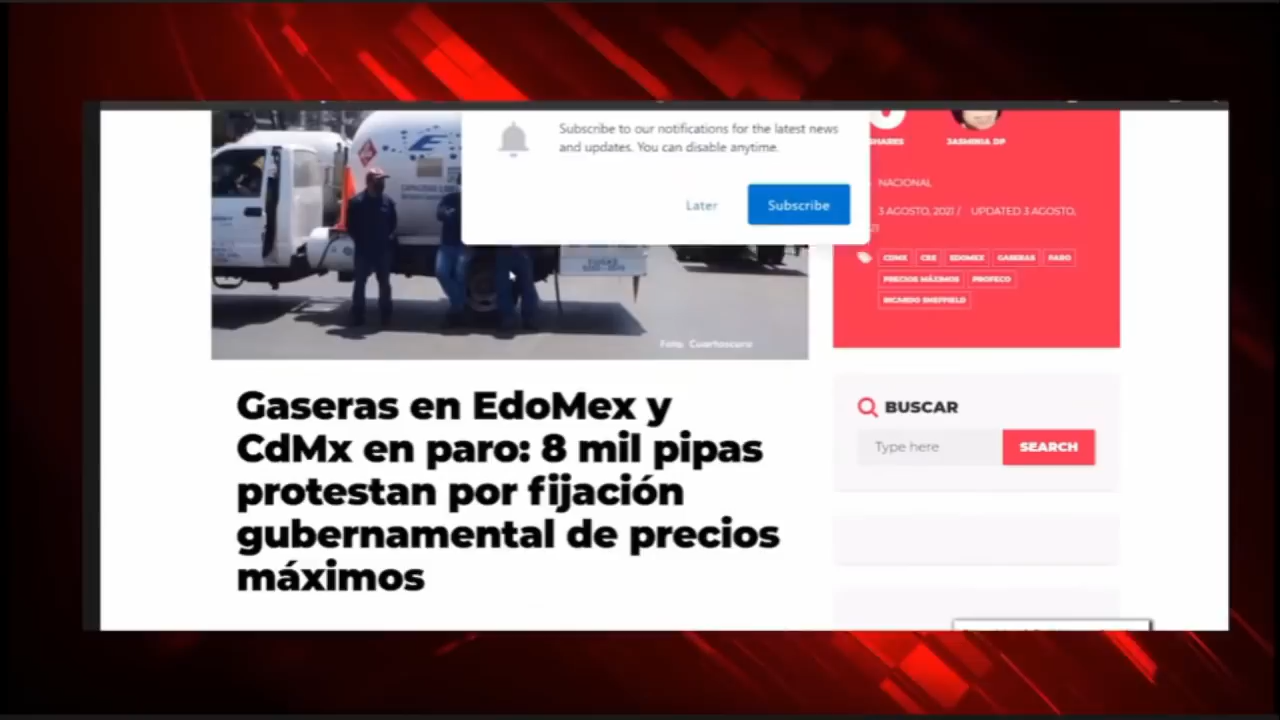 Subscribe to our notifications for the latest news
and updates. You can disable anytime.
Later
Subscribe
Foto: Cuartoscuro
Gaseras en EdoMex y
CdMx en paro: 8 mil pipas
protestan por fijación
gubernamental de precios
máximos
SHARES
JASMINIA DP
NACIONAL
3 AGOSTO, 2021 / UPDATED 3 AGOSTO,
CDMX CRE EDOMEX GASERAS PARO
PRECIOS MÁXIMOS PROFECO
RICARDO SHEFFIELD
BUSCAR
Type here
SEARCH